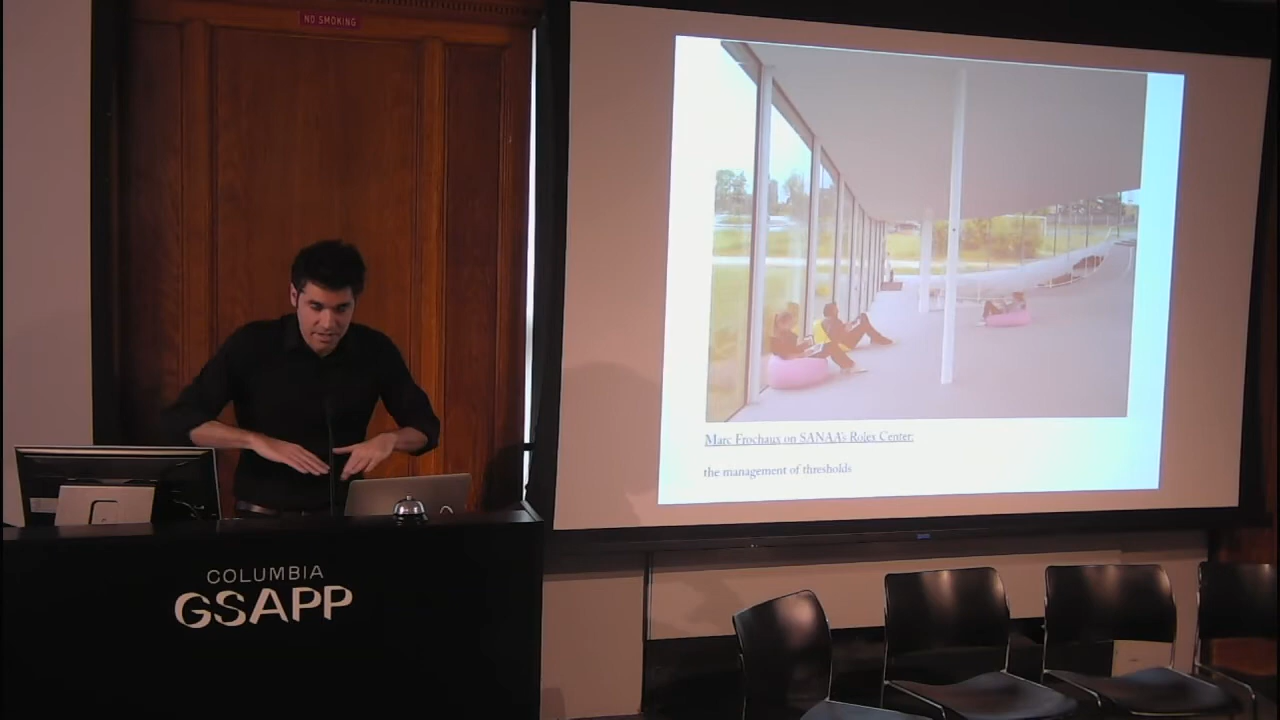 NO SMOKING
Marc Frochaux on SANAA's Rolex Center:
the management of thresholds
COLUMBIA
GSAPP